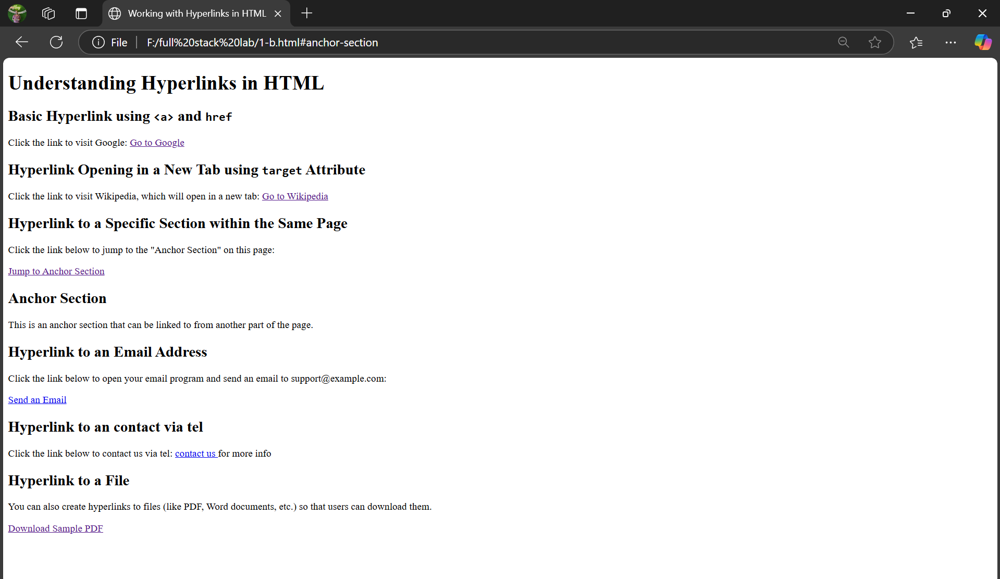 Working with Hyperlinks in HTML
File F:/full%20stack%20lab/1-b.html#anchor-section
Understanding Hyperlinks in HTML
Basic Hyperlink using <a> and href
Click the link to visit Google: Go to Google
Hyperlink Opening in a New Tab using target Attribute
Click the link to visit Wikipedia, which will open in a new tab: Go to Wikipedia
Hyperlink to a Specific Section within the Same Page
Click the link below to jump to the "Anchor Section" on this page:
Jump to Anchor Section
Anchor Section
This is an anchor section that can be linked to from another part of the page.
Hyperlink to an Email Address
Click the link below to open your email program and send an email to support@example.com:
Send an Email
Hyperlink to an contact via tel
Click the link below to contact us via tel: contact us for more info
Hyperlink to a File
You can also create hyperlinks to files (like PDF, Word documents, etc.) so that users can download them.
Download Sample PDF